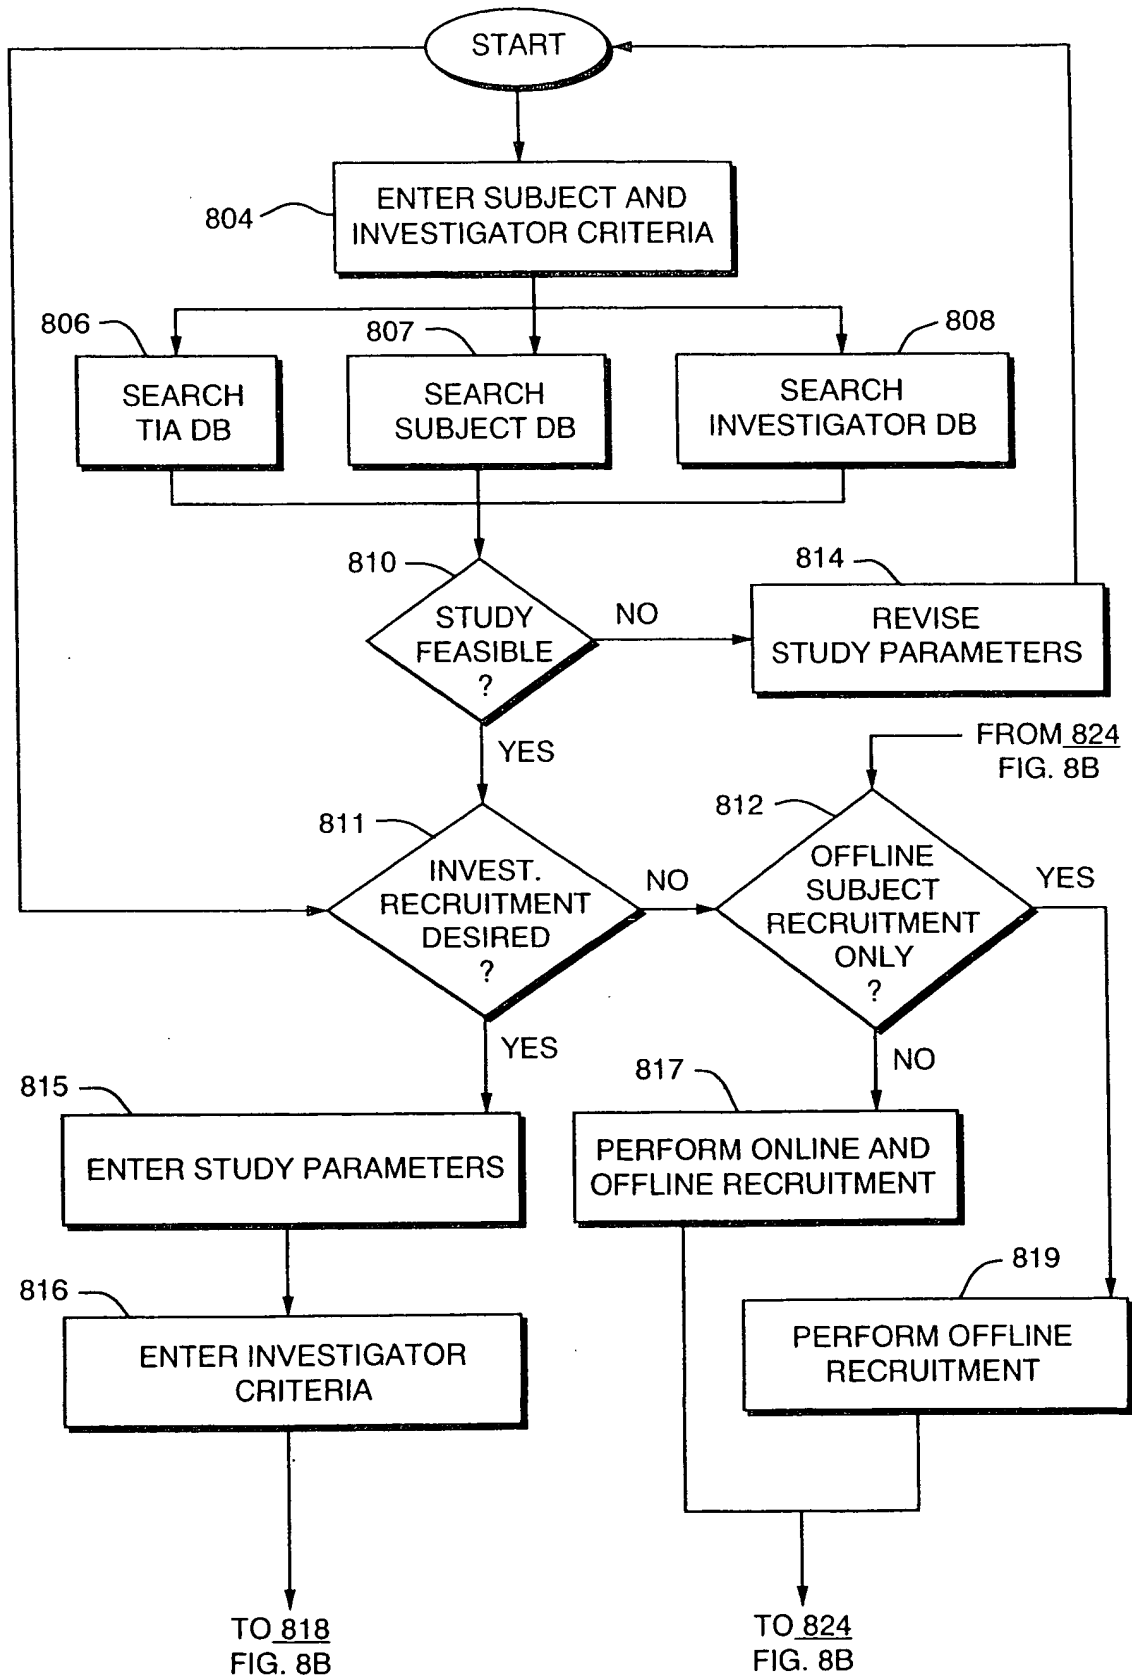 START
804
ENTER SUBJECT AND
INVESTIGATOR CRITERIA
806
SEARCH
TIA DB
807
SEARCH
SUBJECT DB
808
SEARCH
INVESTIGATOR DB
810
STUDY
FEASIBLE
?
NO
814
REVISE
STUDY PARAMETERS
YES
FROM 824
FIG. 8B
811
INVEST.
RECRUITMENT
DESIRED
?
NO
812
OFFLINE
SUBJECT
RECRUITMENT
ONLY
?
YES
YES
NO
815
ENTER STUDY PARAMETERS
817
PERFORM ONLINE AND
OFFLINE RECRUITMENT
816
ENTER INVESTIGATOR
CRITERIA
819
PERFORM OFFLINE
RECRUITMENT
TO 818
FIG. 8B
TO 824
FIG. 8B